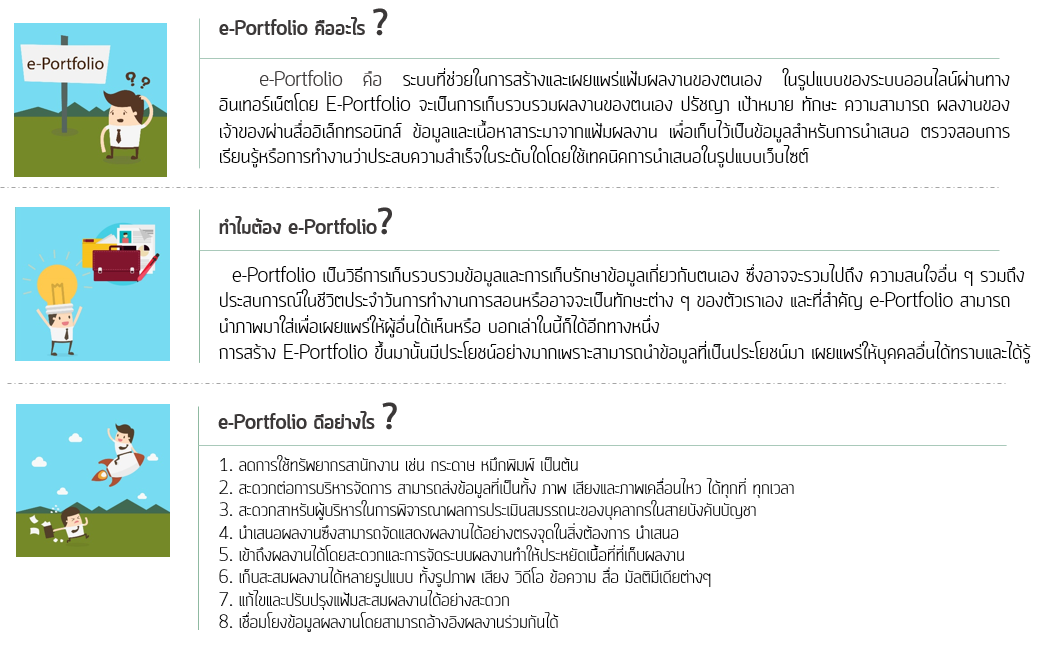 e-Portfolio
e-Portfolio คืออะไร ?
e-Portfolio คือ ระบบที่ช่วยในการสร้างและเผยแพร่แฟ้มผลงานของตนเอง ในรูปแบบของระบบออนไลน์ผ่านทาง
อินเทอร์เน็ตโดย E-Portfolio จะเป็นการเก็บรวบรวมผลงานของตนเอง ปรัชญา เป้าหมาย ทักษะ ความสามารถ ผลงานของ
เจ้าของผ่านสื่ออิเล็กทรอนิกส์ ข้อมูลและเนื้อหาสาระมาจากแฟ้มผลงาน เพื่อเก็บไว้เป็นข้อมูลสำหรับการนำเสนอ ตรวจสอบการ
เรียนรู้หรือการทำงานว่าประสบความสำเร็จในระดับใดโดยใช้เทคนิคการนำเสนอในรูปแบบเว็บไซต์
ทำไมต้อง e-Portfolio?
e-Portfolio เป็นวิธีการเก็บรวบรวมข้อมูลและการเก็บรักษาข้อมูลเกี่ยวกับตนเอง ซึ่งอาจจะรวมไปถึง ความสนใจอื่น ๆ รวมถึง
ประสบการณ์ในชีวิตประจำวันการทำงานการสอนหรืออาจจะเป็นทักษะต่าง ๆ ของตัวเราเอง และที่สำคัญ e-Portfolio สามารถ
นำภาพมาใส่เพื่อเผยแพร่ให้ผู้อื่นได้เห็นหรือ บอกเล่าในนี้ก็ได้อีกทางหนึ่ง
การสร้าง E-Portfolio ขึ้นมานั้นมีประโยชน์อย่างมากเพราะสามารถนำข้อมูลที่เป็นประโยชน์มา เผยแพร่ให้บุคคลอื่นได้ทราบและได้รู้
e-Portfolio ดีอย่างไร ?
1. ลดการใช้ทรัพยากรสานักงาน เช่น กระดาษ หมึกพิมพ์ เป็นต้น
2. สะดวกต่อการบริหารจัดการ สามารถส่งข้อมูลที่เป็นทั้ง ภาพ เสียงและภาพเคลื่อนไหว ได้ทุกที่ ทุกเวลา
3. สะดวกสาหรับผู้บริหารในการพิจารณาผลการประเมินสมรรถนะของบุคลากรในสายบังคับบัญชา
4. นำเสนอผลงานซึงสามารถจัดแสดงผลงานได้อย่างตรงจุดในสิ่งต้องการ นำเสนอ
5. เข้าถึงผลงานได้โดยสะดวกและการจัดระบบผลงานทำให้ประหยัดเนื้อที่ที่เก็บผลงาน
6. เก็บสะสมผลงานได้หลายรูปแบบ ทั้งรูปภาพ เสียง วิดีโอ ข้อความ สื่อ มัลติมีเดียต่างๆ
7. แก้ไขและปรับปรุงแฟ้มสะสมผลงานได้อย่างสะดวก
8. เชื่อมโยงข้อมูลผลงานโดยสามารถอ้างอิงผลงานร่วมกันได้